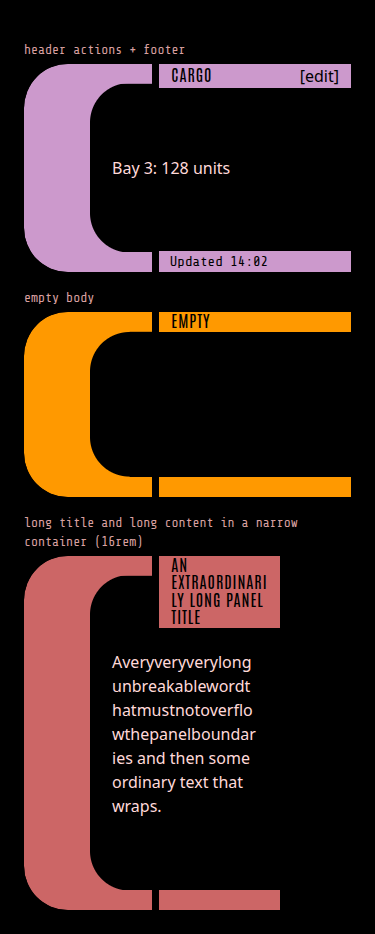 header actions + footer
CARGO [edit]
Bay 3: 128 units
Updated 14:02
empty body
EMPTY
long title and long content in a narrow
container (16rem)
AN
EXTRAORDINARI
LY LONG PANEL
TITLE
Averyveryverylong
unbreakablewordt
hatmustnotoverflo
wthepanelboundar
ies and then some
ordinary text that
wraps.